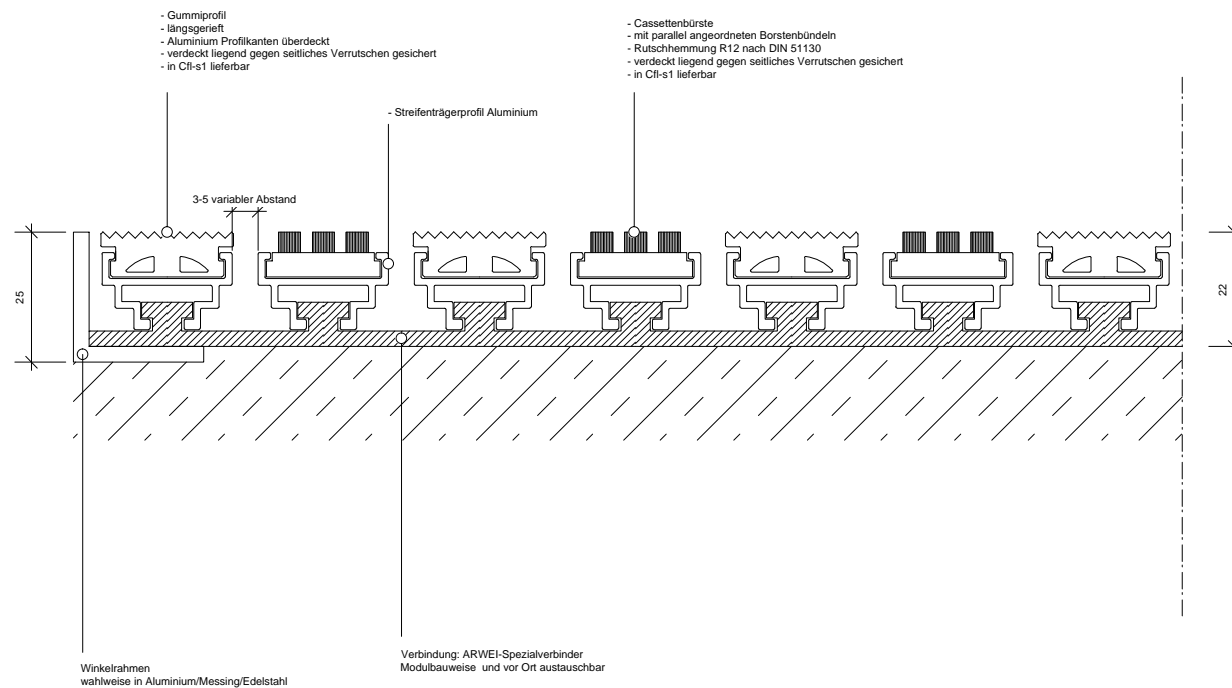 - Gummiprofil
- längsgerieft
- Aluminium Profilkanten überdeckt
- verdeckt liegend gegen seitliches Verrutschen gesichert
- in Cfl-s1 lieferbar
- Cassettenbürste
- mit parallel angeordneten Borstenbündeln
- Rutschhemmung R12 nach DIN 51130
- verdeckt liegend gegen seitliches Verrutschen gesichert
- in Cfl-s1 lieferbar
- Streifenträgerprofil Aluminium
3-5 variabler Abstand
25
22
Winkelrahmen
wahlweise in Aluminium/Messing/Edelstahl
Verbindung: ARWEI-Spezialverbinder
Modulbauweise und vor Ort austauschbar